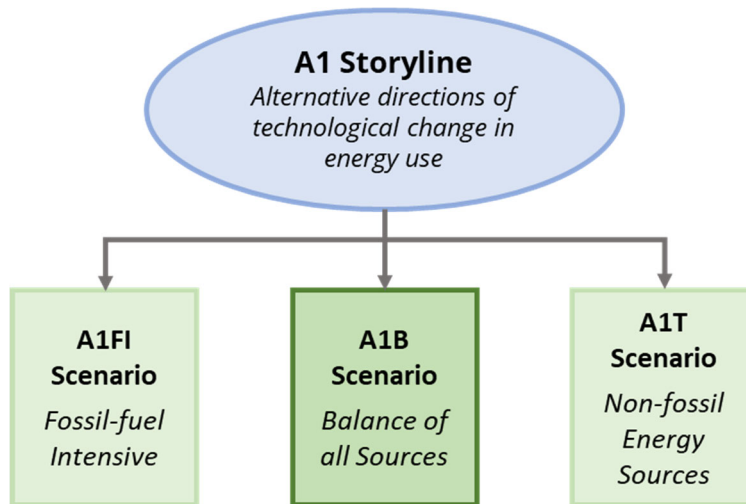 A1 Storyline
Alternative directions of
technological change in
energy use
A1FI
Scenario
Fossil-fuel
Intensive
A1B
Scenario
Balance of
all Sources
A1T
Scenario
Non-fossil
Energy
Sources